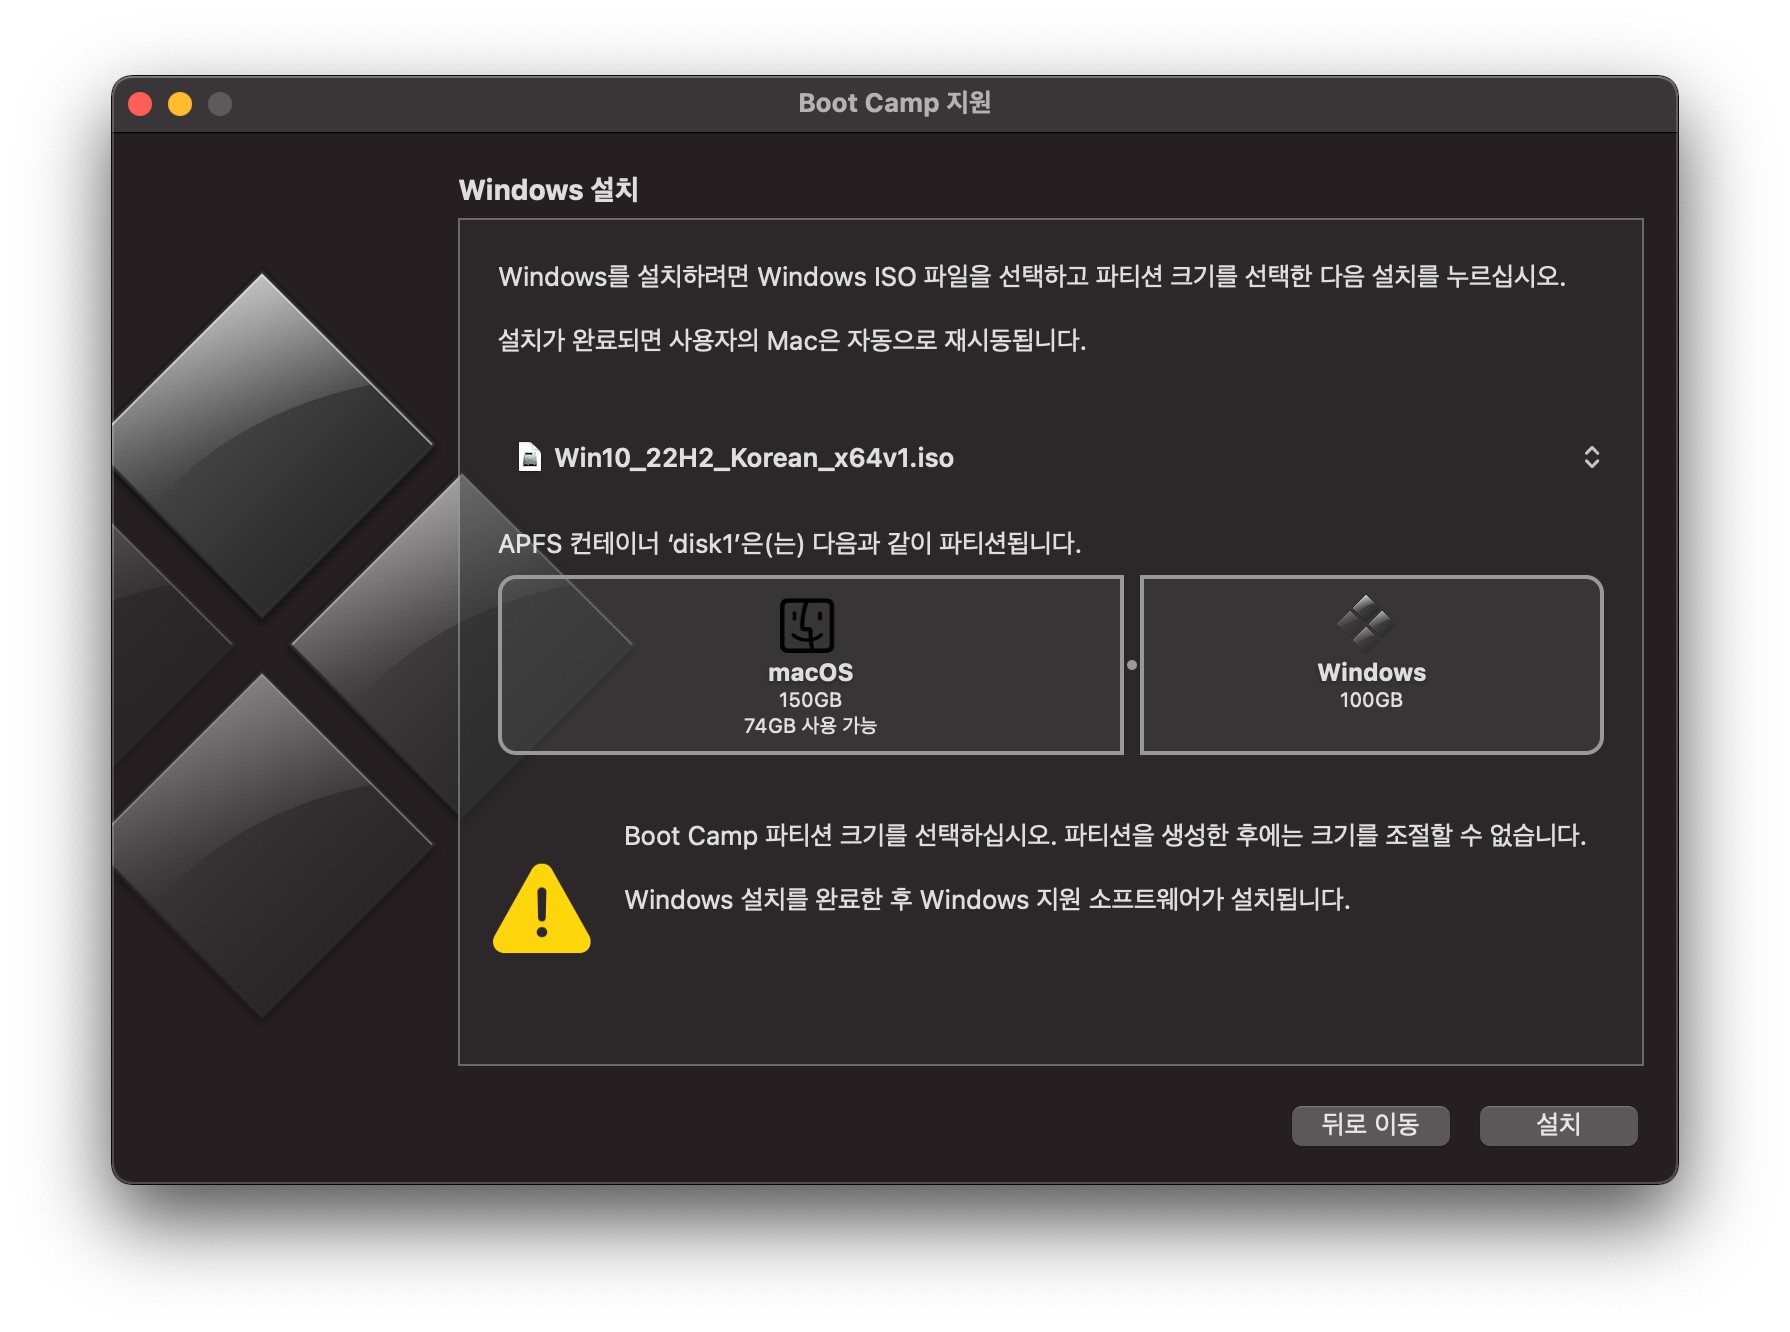 Boot Camp 지원
Windows 설치
Windows를 설치하려면 Windows ISO 파일을 선택하고 파티션 크기를 선택한 다음 설치를 누르십시오.
설치가 완료되면 사용자의 Mac은 자동으로 재시동됩니다.
Win10_22H2_Korean_x64v1.iso
APFS 컨테이너 ‘disk1’은(는) 다음과 같이 파티션됩니다.
macOS
150GB
74GB 사용 가능
Windows
100GB
Boot Camp 파티션 크기를 선택하십시오. 파티션을 생성한 후에는 크기를 조절할 수 없습니다.
Windows 설치를 완료한 후 Windows 지원 소프트웨어가 설치됩니다.
뒤로 이동
설치